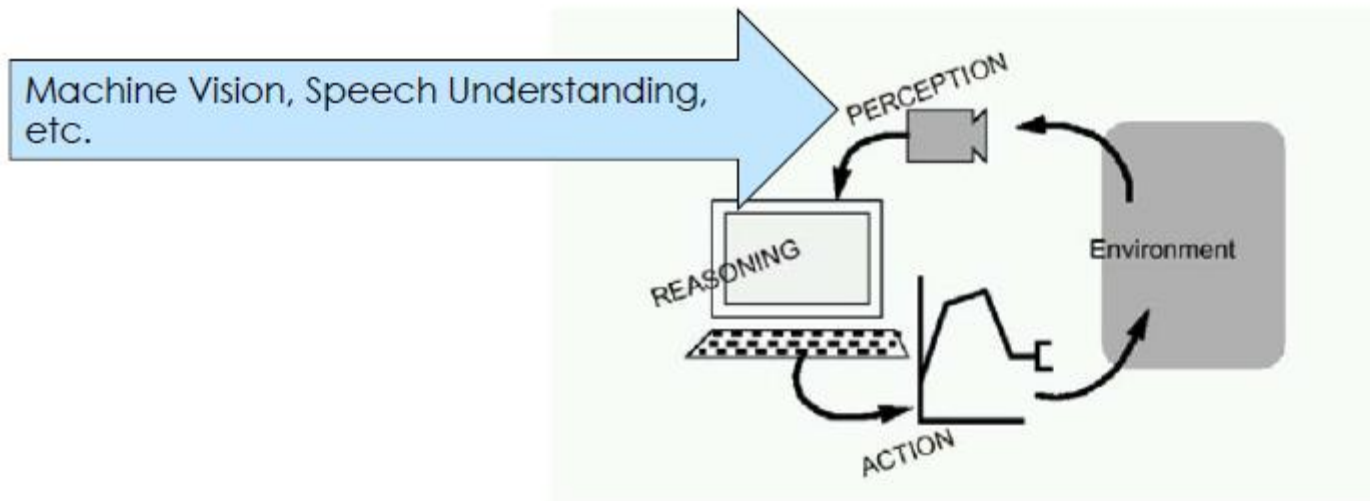 Machine Vision, Speech Understanding,
etc.
PERCEPTION
REASONING
Environment
ACTION